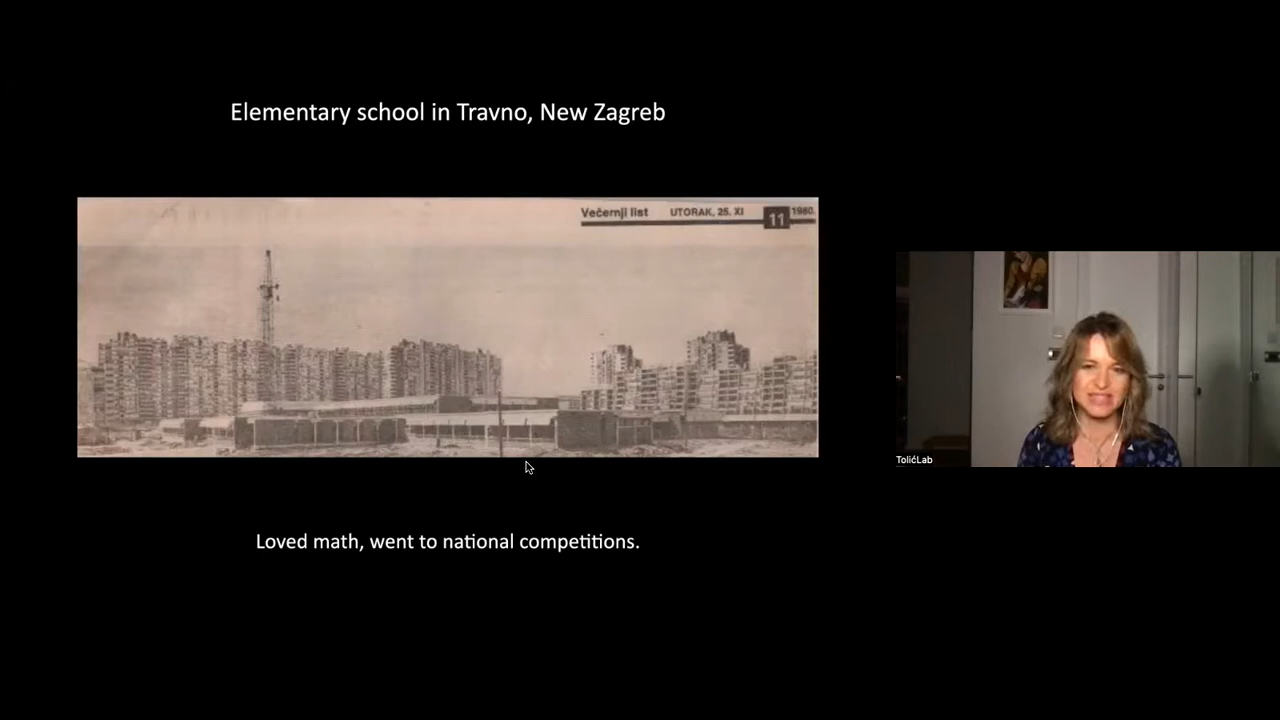 Elementary school in Travno, New Zagreb
Večernji list UTORAK, 25. XI 11 1980.
TolićLab
Loved math, went to national competitions.